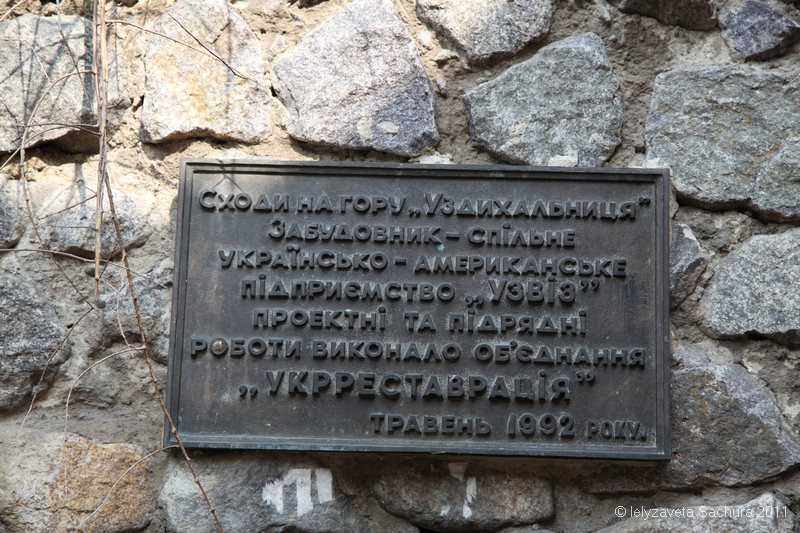 Сходи на гору „Уздихальниця”
Забудовник – спільне
українсько – американське
підприємство „Узвіз”
проектні та підрядні
роботи виконало об'єднання
„Укрреставрація”
травень 1992 року.
© Ielyzaveta Sachura 2011